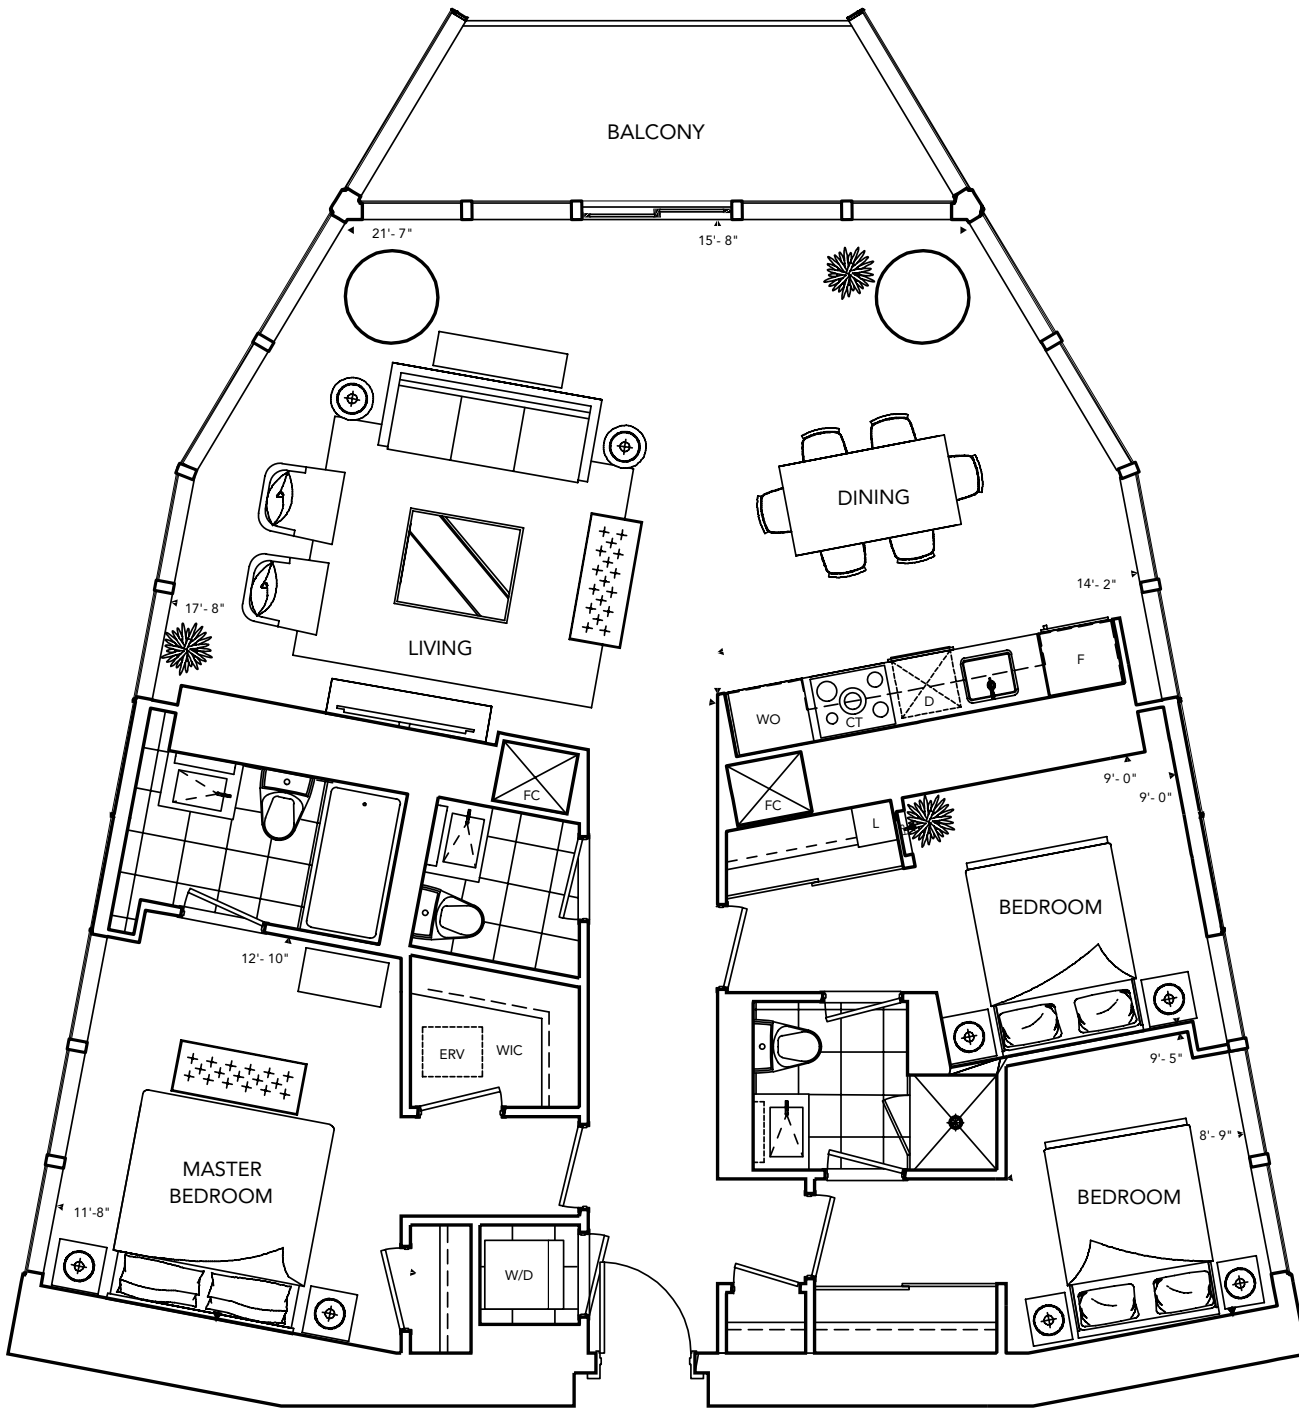 BALCONY
21'- 7"
15'- 8"
DINING
14'- 2"
17'- 8"
LIVING
F
D
CT
WO
9'- 0"
9'- 0"
FC
FC
L
BEDROOM
12'- 10"
ERV
WIC
9'- 5"
8'- 9"
MASTER
BEDROOM
BEDROOM
11'-8"
W/D